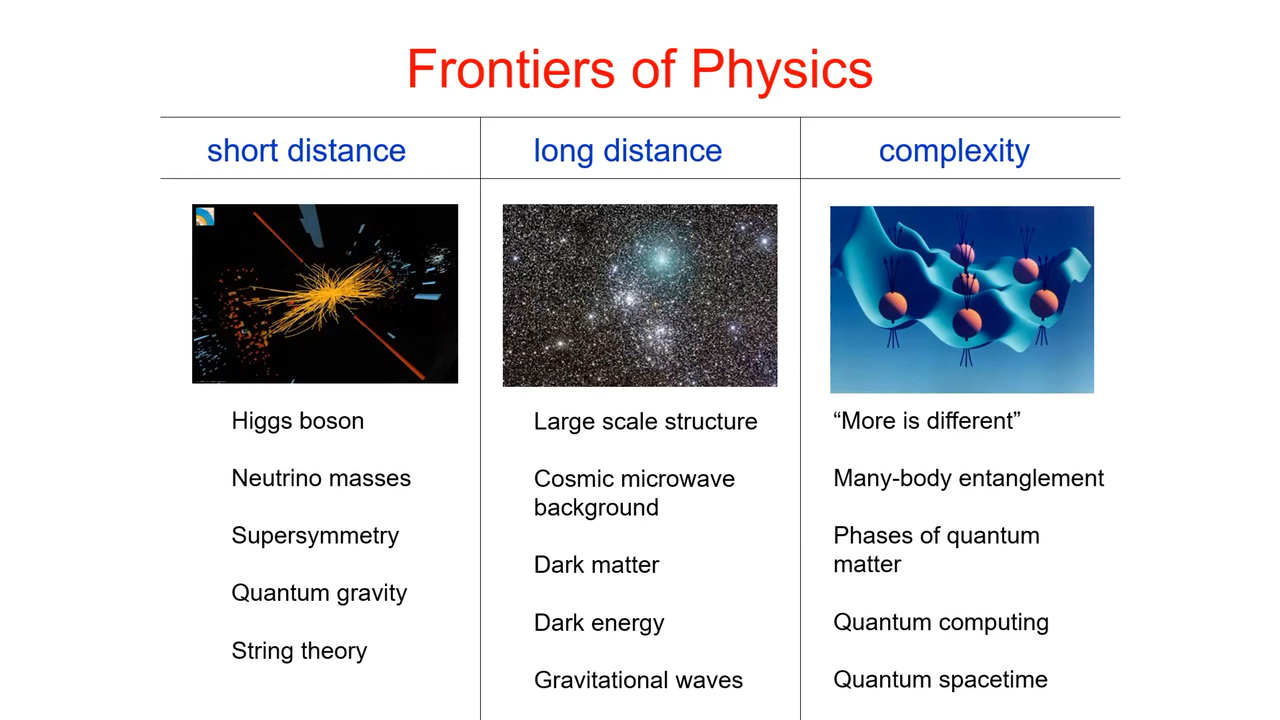 Frontiers of Physics
short distance
long distance
complexity
Higgs boson
Neutrino masses
Supersymmetry
Quantum gravity
String theory
Large scale structure
Cosmic microwave
background
Dark matter
Dark energy
Gravitational waves
“More is different”
Many-body entanglement
Phases of quantum
matter
Quantum computing
Quantum spacetime